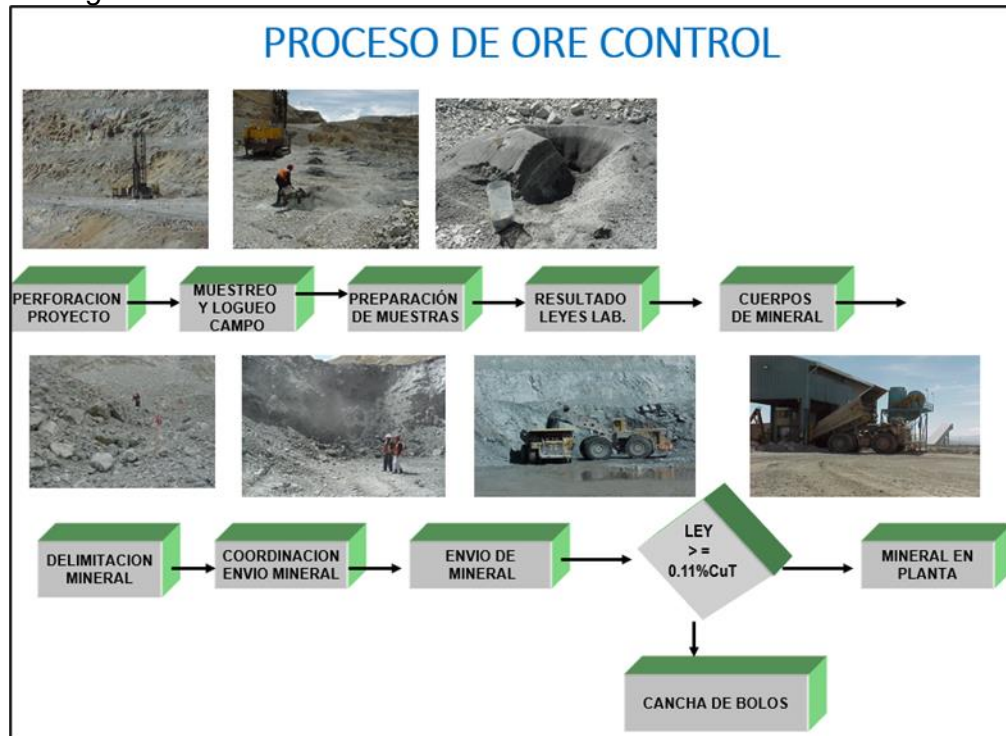 PROCESO DE ORE CONTROL
PERFORACION
PROYECTO
MUESTREO
Y LOGUEO
CAMPO
PREPARACIÓN
DE MUESTRAS
RESULTADO
LEYES LAB.
CUERPOS
DE MINERAL
DELIMITACION
MINERAL
COORDINACION
ENVIO MINERAL
ENVIO DE
MINERAL
LEY
> =
0.11%CuT
MINERAL EN
PLANTA
CANCHA DE BOLOS